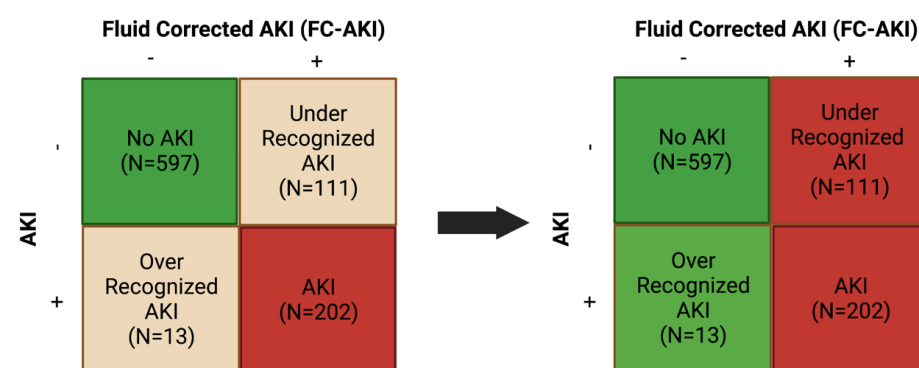 Fluid Corrected AKI (FC-AKI)
-
+
AKI
-
+
No AKI
(N=597)
Under
Recognized
AKI
(N=111)
Over
Recognized
AKI
(N=13)
AKI
(N=202)
Fluid Corrected AKI (FC-AKI)
-
+
AKI
-
+
No AKI
(N=597)
Under
Recognized
AKI
(N=111)
Over
Recognized
AKI
(N=13)
AKI
(N=202)